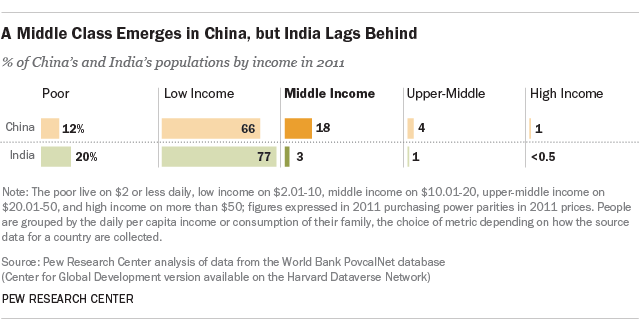 A Middle Class Emerges in China, but India Lags Behind
% of China's and India's populations by income in 2011
Poor Low Income Middle Income Upper-Middle High Income
China 12% 66 18 4 1
India 20% 77 3 1 <0.5
Note: The poor live on $2 or less daily, low income on $2.01-10, middle income on $10.01-20, upper-middle income on
$20.01-50, and high income on more than $50; figures expressed in 2011 purchasing power parities in 2011 prices. People
are grouped by the daily per capita income or consumption of their family, the choice of metric depending on how the source
data for a country are collected.
Source: Pew Research Center analysis of data from the World Bank PovcalNet database
(Center for Global Development version available on the Harvard Dataverse Network)
PEW RESEARCH CENTER